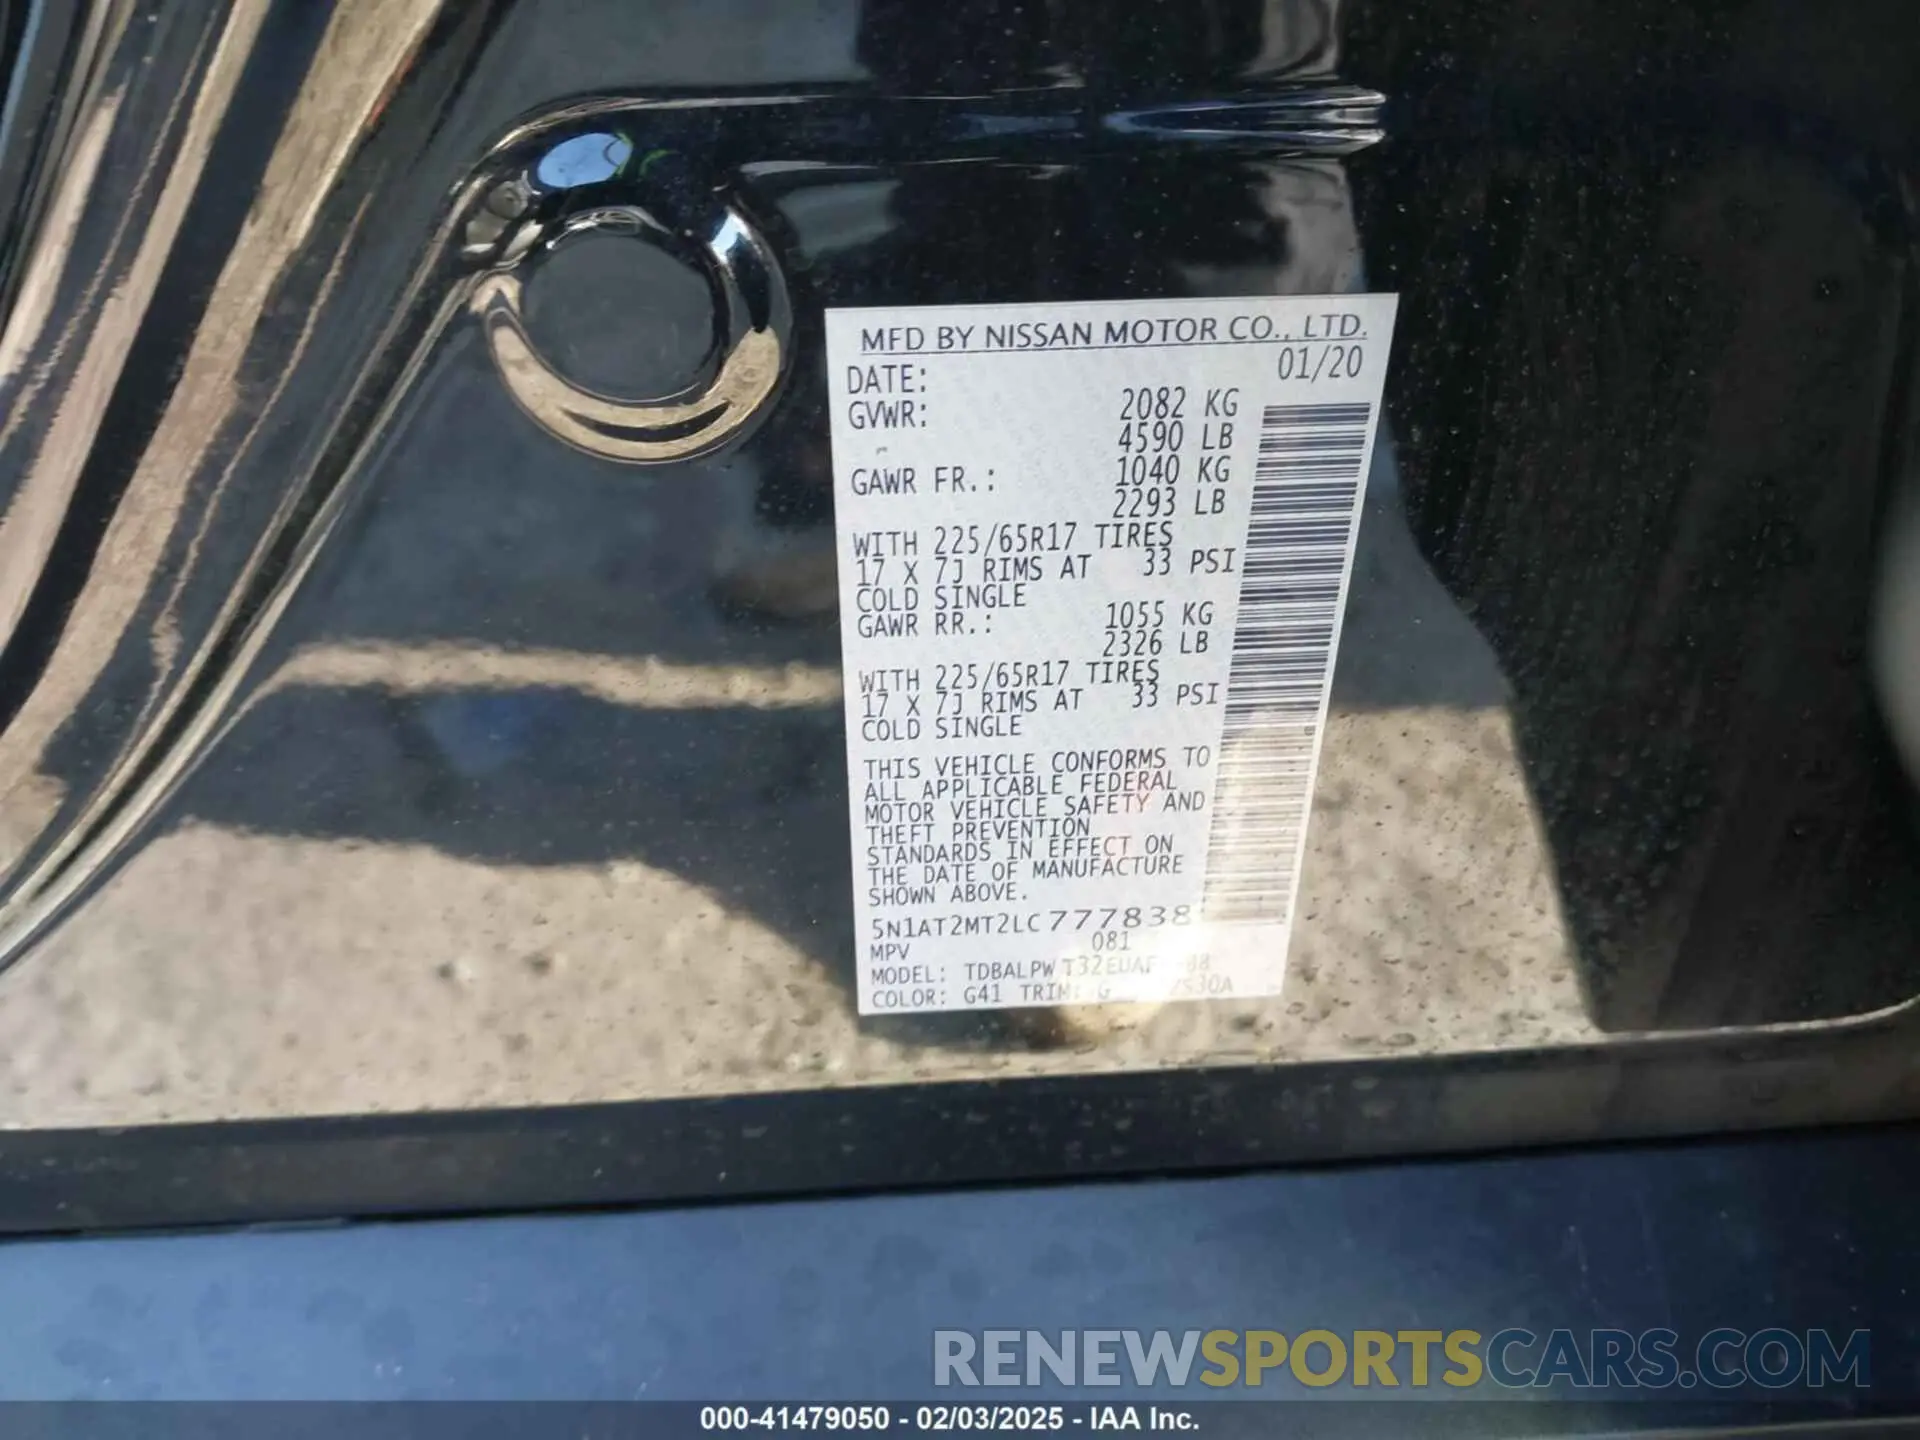 MFD BY NISSAN MOTOR CO., LTD.
DATE: 01/20
GVWR: 2082 KG
4590 LB
GAWR FR.: 1040 KG
2293 LB
WITH 225/65R17 TIRES
17 X 7J RIMS AT 33 PSI
COLD SINGLE
GAWR RR.: 1055 KG
2326 LB
WITH 225/65R17 TIRES
17 X 7J RIMS AT 33 PSI
COLD SINGLE
THIS VEHICLE CONFORMS TO
ALL APPLICABLE FEDERAL
MOTOR VEHICLE SAFETY AND
THEFT PREVENTION
STANDARDS IN EFFECT ON
THE DATE OF MANUFACTURE
SHOWN ABOVE.
5N1AT2MT2LC777838
MPV 081
MODEL: TDBALPW
COLOR: G41 TRIM: G
RENEWSPORTSCARS.COM
000-41479050 - 02/03/2025 - IAA Inc.